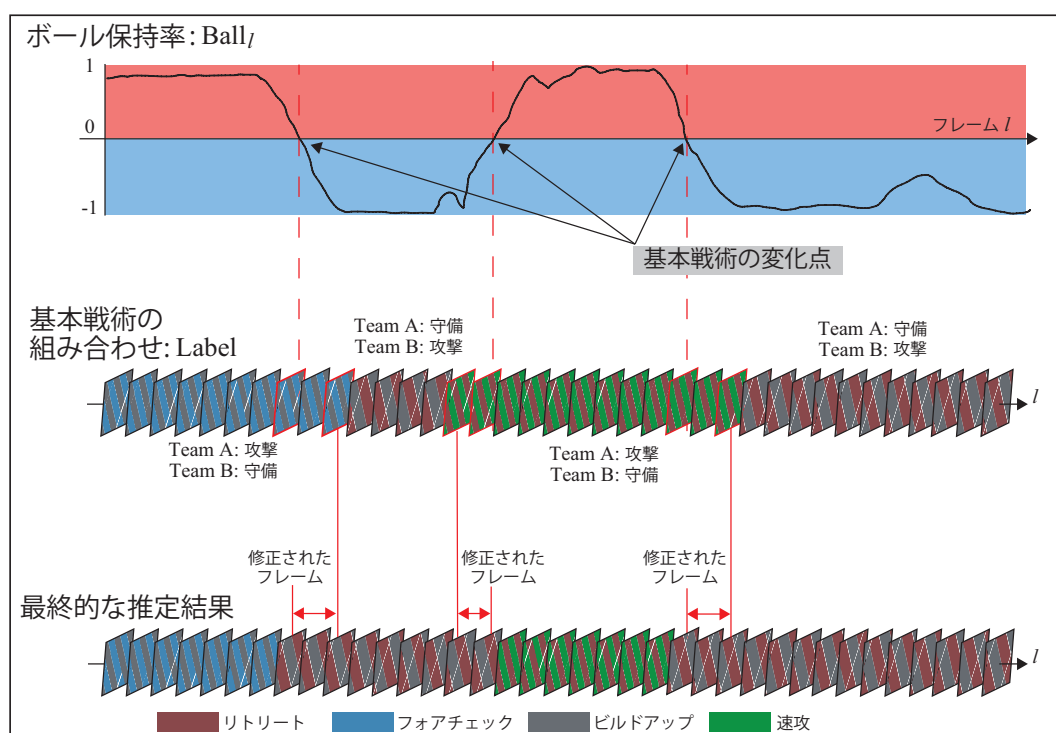 ボール保持率: Balll
1
0
フレーム l
-1
基本戦術の変化点
基本戦術の
組み合わせ: Label
Team A: 守備
Team B: 攻撃
Team A: 守備
Team B: 攻撃
l
Team A: 攻撃
Team B: 守備
Team A: 攻撃
Team B: 守備
修正された
フレーム
修正された
フレーム
修正された
フレーム
最終的な推定結果
l
リトリート
フォアチェック
ビルドアップ
速攻